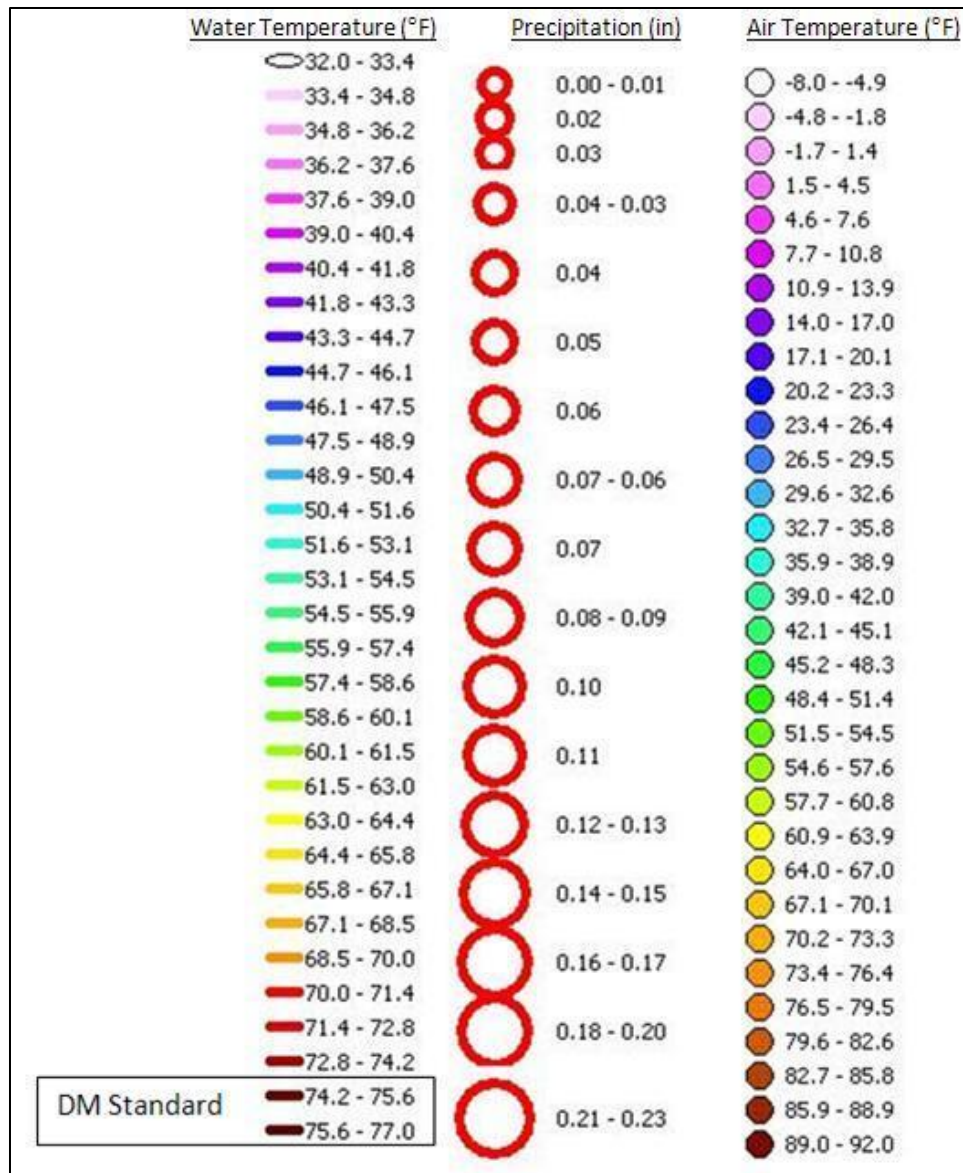 Water Temperature (°F)
32.0 - 33.4
33.4 - 34.8
34.8 - 36.2
36.2 - 37.6
37.6 - 39.0
39.0 - 40.4
40.4 - 41.8
41.8 - 43.3
43.3 - 44.7
44.7 - 46.1
46.1 - 47.5
47.5 - 48.9
48.9 - 50.4
50.4 - 51.6
51.6 - 53.1
53.1 - 54.5
54.5 - 55.9
55.9 - 57.4
57.4 - 58.6
58.6 - 60.1
60.1 - 61.5
61.5 - 63.0
63.0 - 64.4
64.4 - 65.8
65.8 - 67.1
67.1 - 68.5
68.5 - 70.0
70.0 - 71.4
71.4 - 72.8
72.8 - 74.2
DM Standard
74.2 - 75.6
75.6 - 77.0
Precipitation (in)
0.00 - 0.01
0.02
0.03
0.04 - 0.03
0.04
0.05
0.06
0.07 - 0.06
0.07
0.08 - 0.09
0.10
0.11
0.12 - 0.13
0.14 - 0.15
0.16 - 0.17
0.18 - 0.20
0.21 - 0.23
Air Temperature (°F)
-8.0 - -4.9
-4.8 - -1.8
-1.7 - 1.4
1.5 - 4.5
4.6 - 7.6
7.7 - 10.8
10.9 - 13.9
14.0 - 17.0
17.1 - 20.1
20.2 - 23.3
23.4 - 26.4
26.5 - 29.5
29.6 - 32.6
32.7 - 35.8
35.9 - 38.9
39.0 - 42.0
42.1 - 45.1
45.2 - 48.3
48.4 - 51.4
51.5 - 54.5
54.6 - 57.6
57.7 - 60.8
60.9 - 63.9
64.0 - 67.0
67.1 - 70.1
70.2 - 73.3
73.4 - 76.4
76.5 - 79.5
79.6 - 82.6
82.7 - 85.8
85.9 - 88.9
89.0 - 92.0